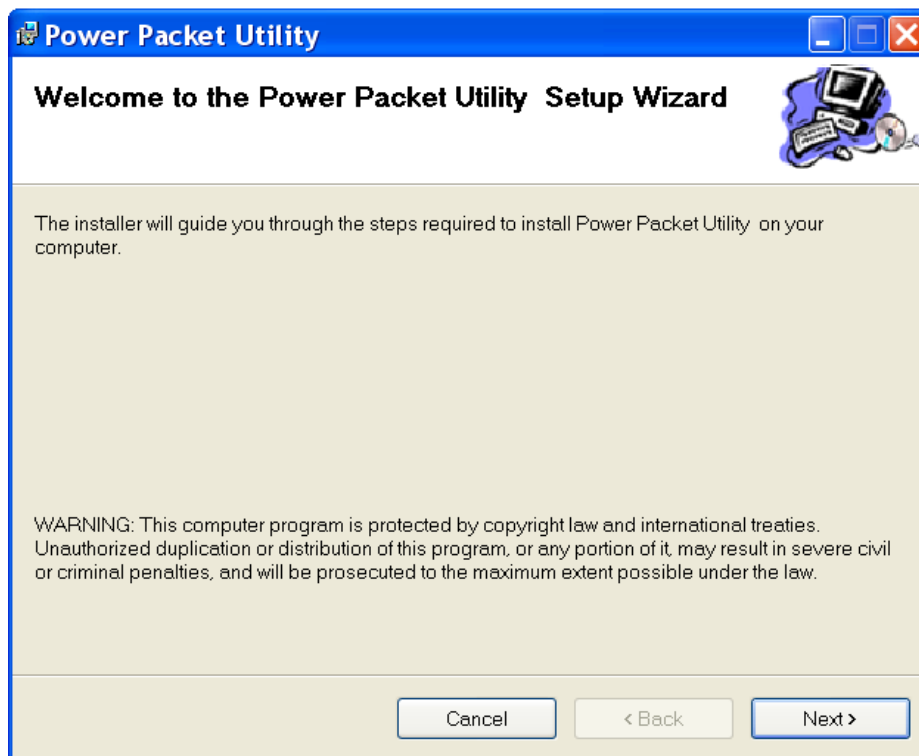 Power Packet Utility
Welcome to the Power Packet Utility  Setup Wizard
The installer will guide you through the steps required to install Power Packet Utility  on your
computer.
WARNING: This computer program is protected by copyright law and international treaties.
Unauthorized duplication or distribution of this program, or any portion of it, may result in severe civil
or criminal penalties, and will be prosecuted to the maximum extent possible under the law.
Cancel < Back Next >